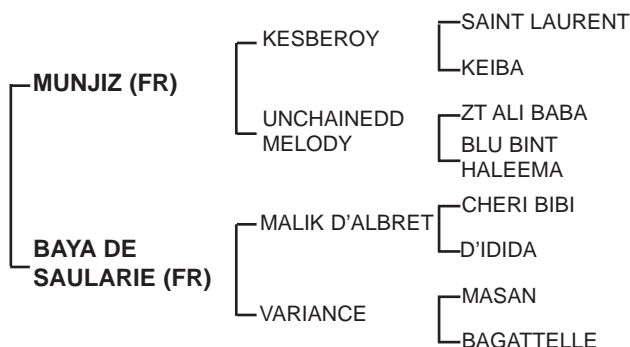 SAINT LAURENT
KESBEROY
KEIBA
MUNJIZ (FR)
ZT ALI BABA
UNCHAINEDD
MELODY
BLU BINT
HALEEMA
CHERI BIBI
MALIK D'ALBRET
D'IDIDA
BAYA DE
SAULARIE (FR)
MASAN
VARIANCE
BAGATTELLE